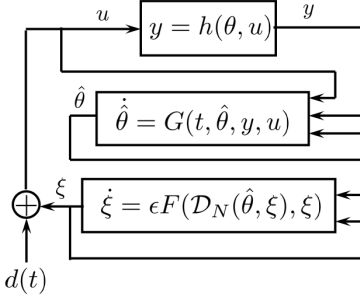 u
y = h(θ, u)
y
θ̂
θ̂̇ = G(t, θ̂, y, u)
ξ
ξ̇ = ϵF(𝒟_N(θ̂, ξ), ξ)
+
d(t)